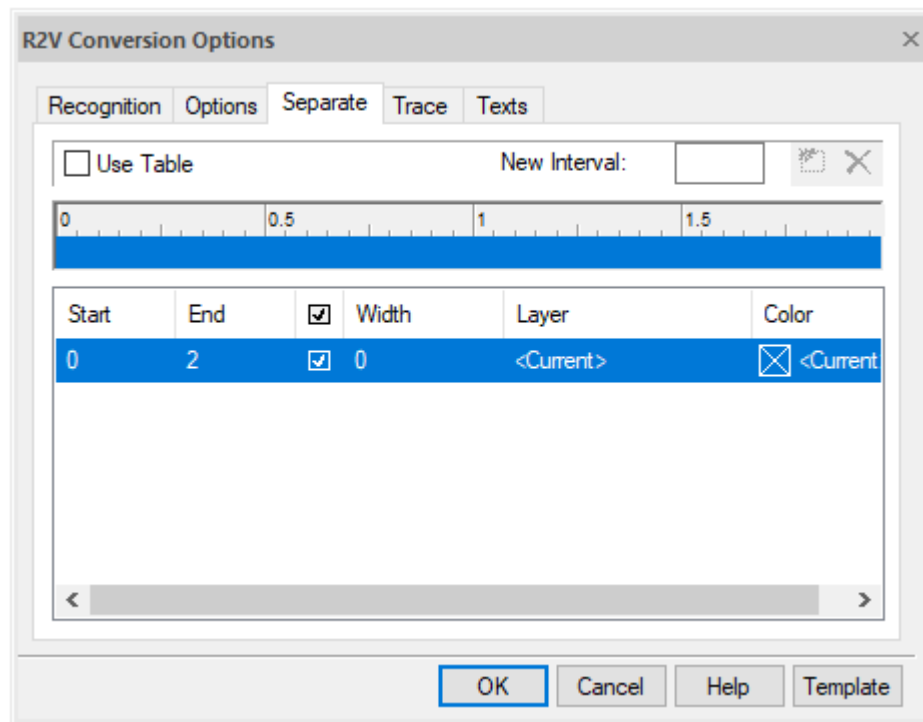 R2V Conversion Options
Recognition Options Separate Trace Texts
Use Table New Interval:
0 0.5 1 1.5
Start End Width Layer Color
0 2 0 <Current> <Current
OK Cancel Help Template